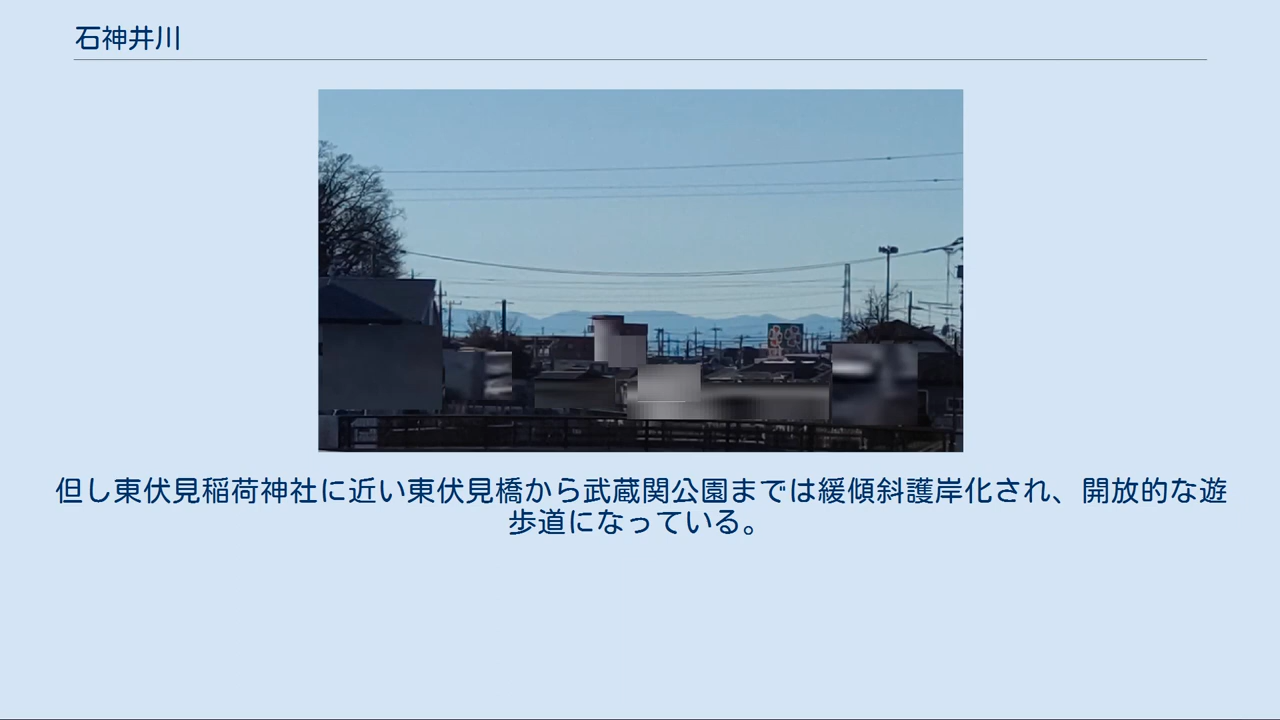 石神井川
但し東伏見稲荷神社に近い東伏見橋から武蔵関公園までは緩傾斜護岸化され、開放的な遊
歩道になっている。